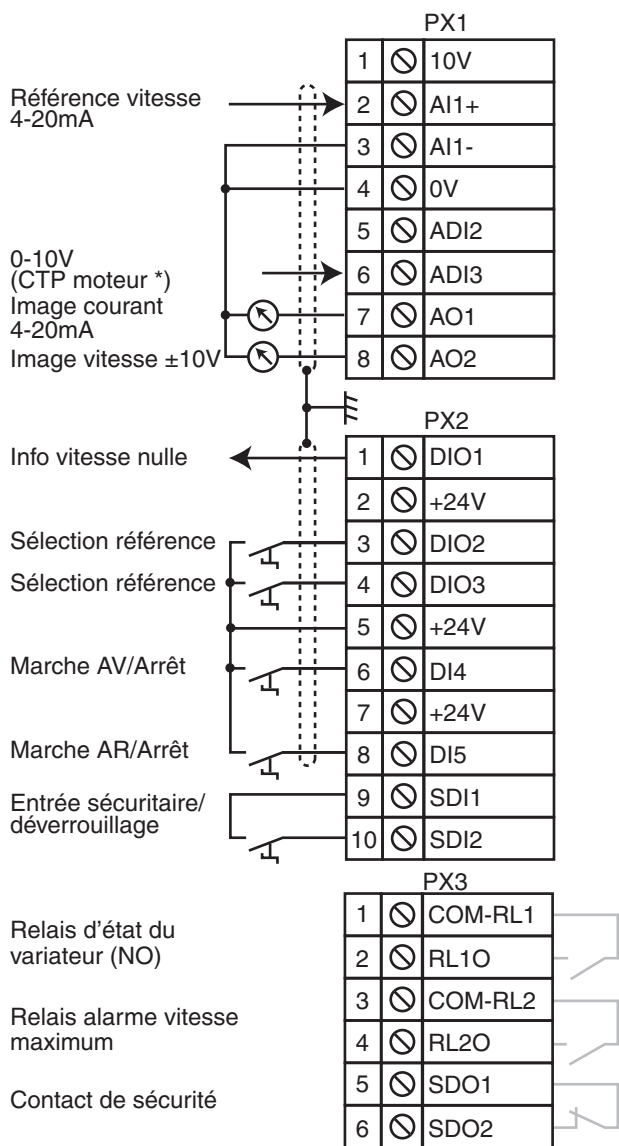 PX1
1 10V
Référence vitesse
4-20mA
2 AI1+
3 AI1-
4 0V
5 ADI2
0-10V
(CTP moteur *)
6 ADI3
Image courant
4-20mA
7 AO1
Image vitesse ±10V
8 AO2
PX2
Info vitesse nulle
1 DIO1
2 +24V
Sélection référence
3 DIO2
Sélection référence
4 DIO3
5 +24V
Marche AV/Arrêt
6 DI4
7 +24V
Marche AR/Arrêt
8 DI5
Entrée sécuritaire/
déverrouillage
9 SDI1
10 SDI2
PX3
1 COM-RL1
Relais d’état du
variateur (NO)
2 RL1O
3 COM-RL2
Relais alarme vitesse
maximum
4 RL2O
5 SDO1
Contact de sécurité
6 SDO2